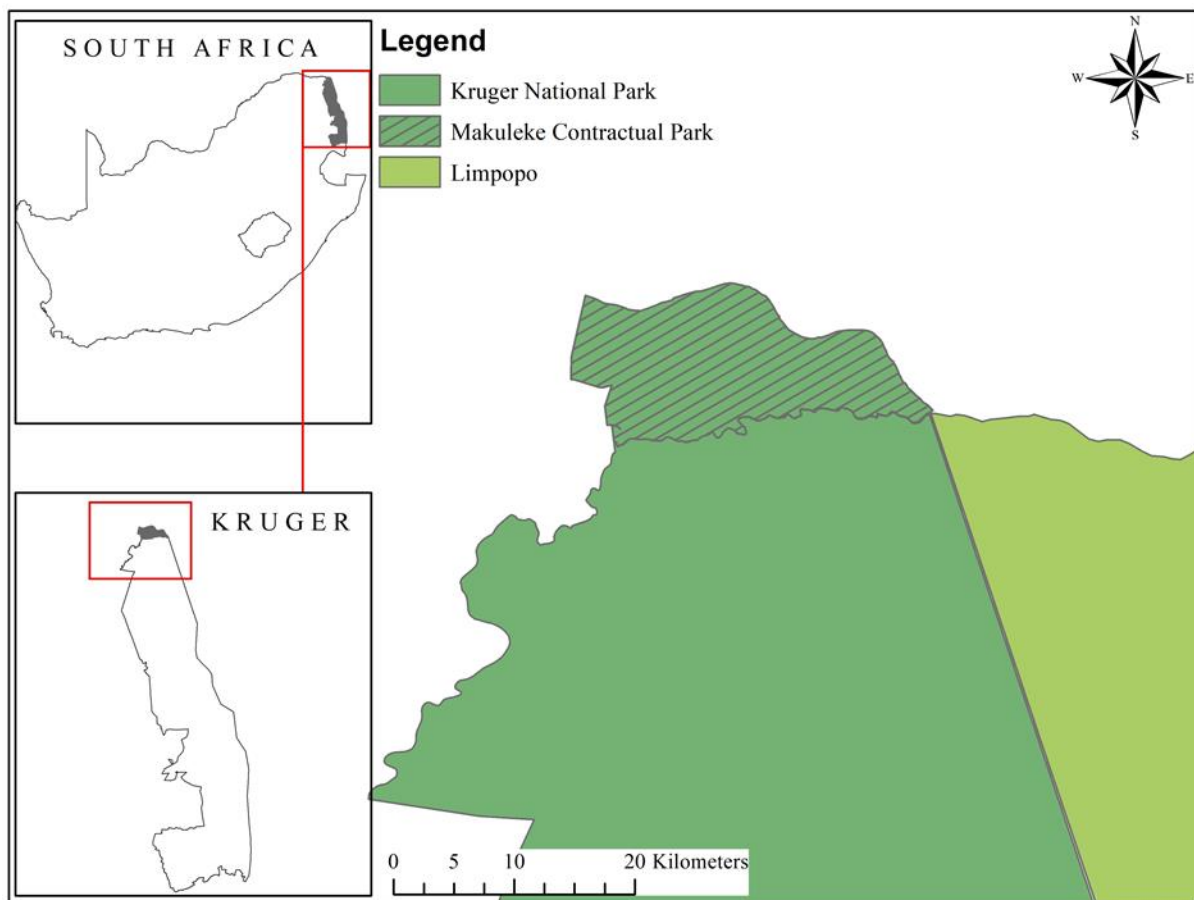 SOUTH AFRICA
Legend
Kruger National Park
Makuleke Contractual Park
Limpopo
N
W E
S
KRUGER
0 5 10 20 Kilometers